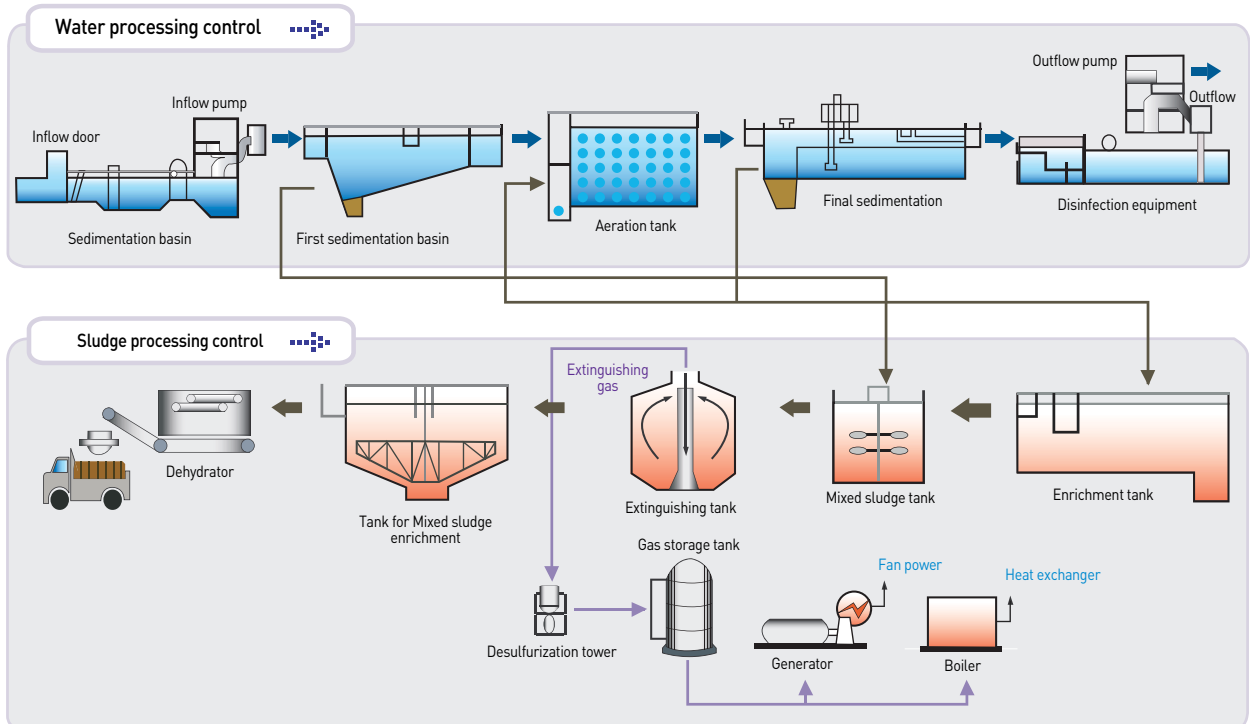 Water processing control
Outflow pump
Outflow
Inflow pump
Inflow door
Sedimentation basin
First sedimentation basin
Aeration tank
Final sedimentation
Disinfection equipment
Sludge processing control
Extinguishing
gas
Dehydrator
Tank for Mixed sludge
enrichment
Extinguishing tank
Mixed sludge tank
Enrichment tank
Gas storage tank
Fan power
Heat exchanger
Desulfurization tower
Generator
Boiler